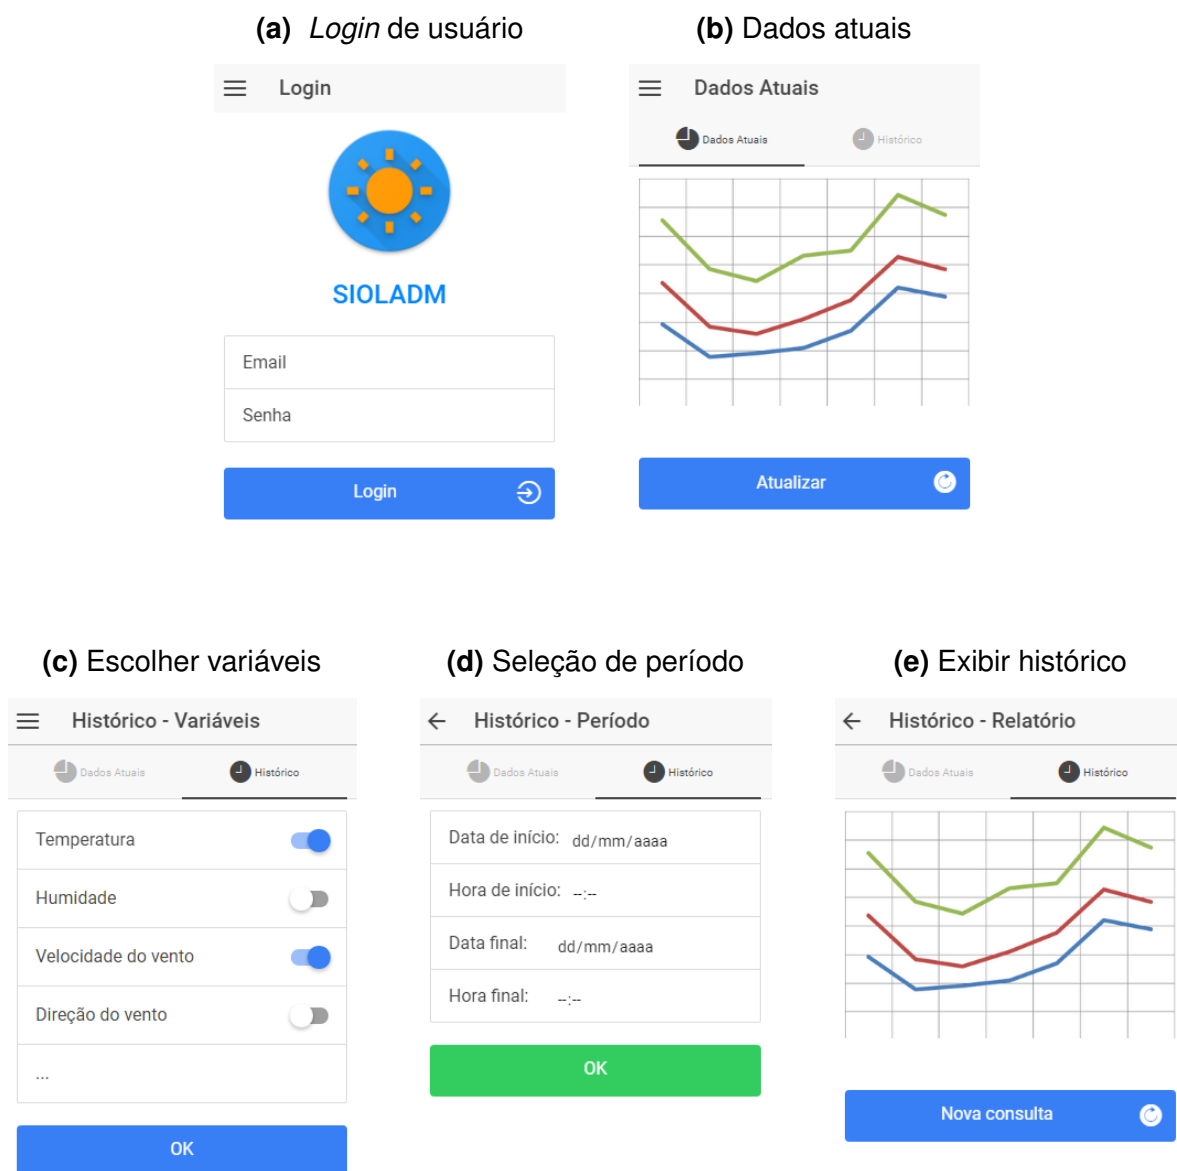 (a) Login de usuário
(b) Dados atuais
Login
SIOLADM
Email
Senha
Login
Dados Atuais
Dados Atuais
Histórico
Atualizar
(c) Escolher variáveis
(d) Seleção de período
(e) Exibir histórico
Histórico - Variáveis
Dados Atuais
Histórico
Temperatura
Humidade
Velocidade do vento
Direção do vento
...
OK
Histórico - Período
Dados Atuais
Histórico
Data de início: dd/mm/aaaa
Hora de início: --:--
Data final: dd/mm/aaaa
Hora final: --:--
OK
Histórico - Relatório
Dados Atuais
Histórico
Nova consulta